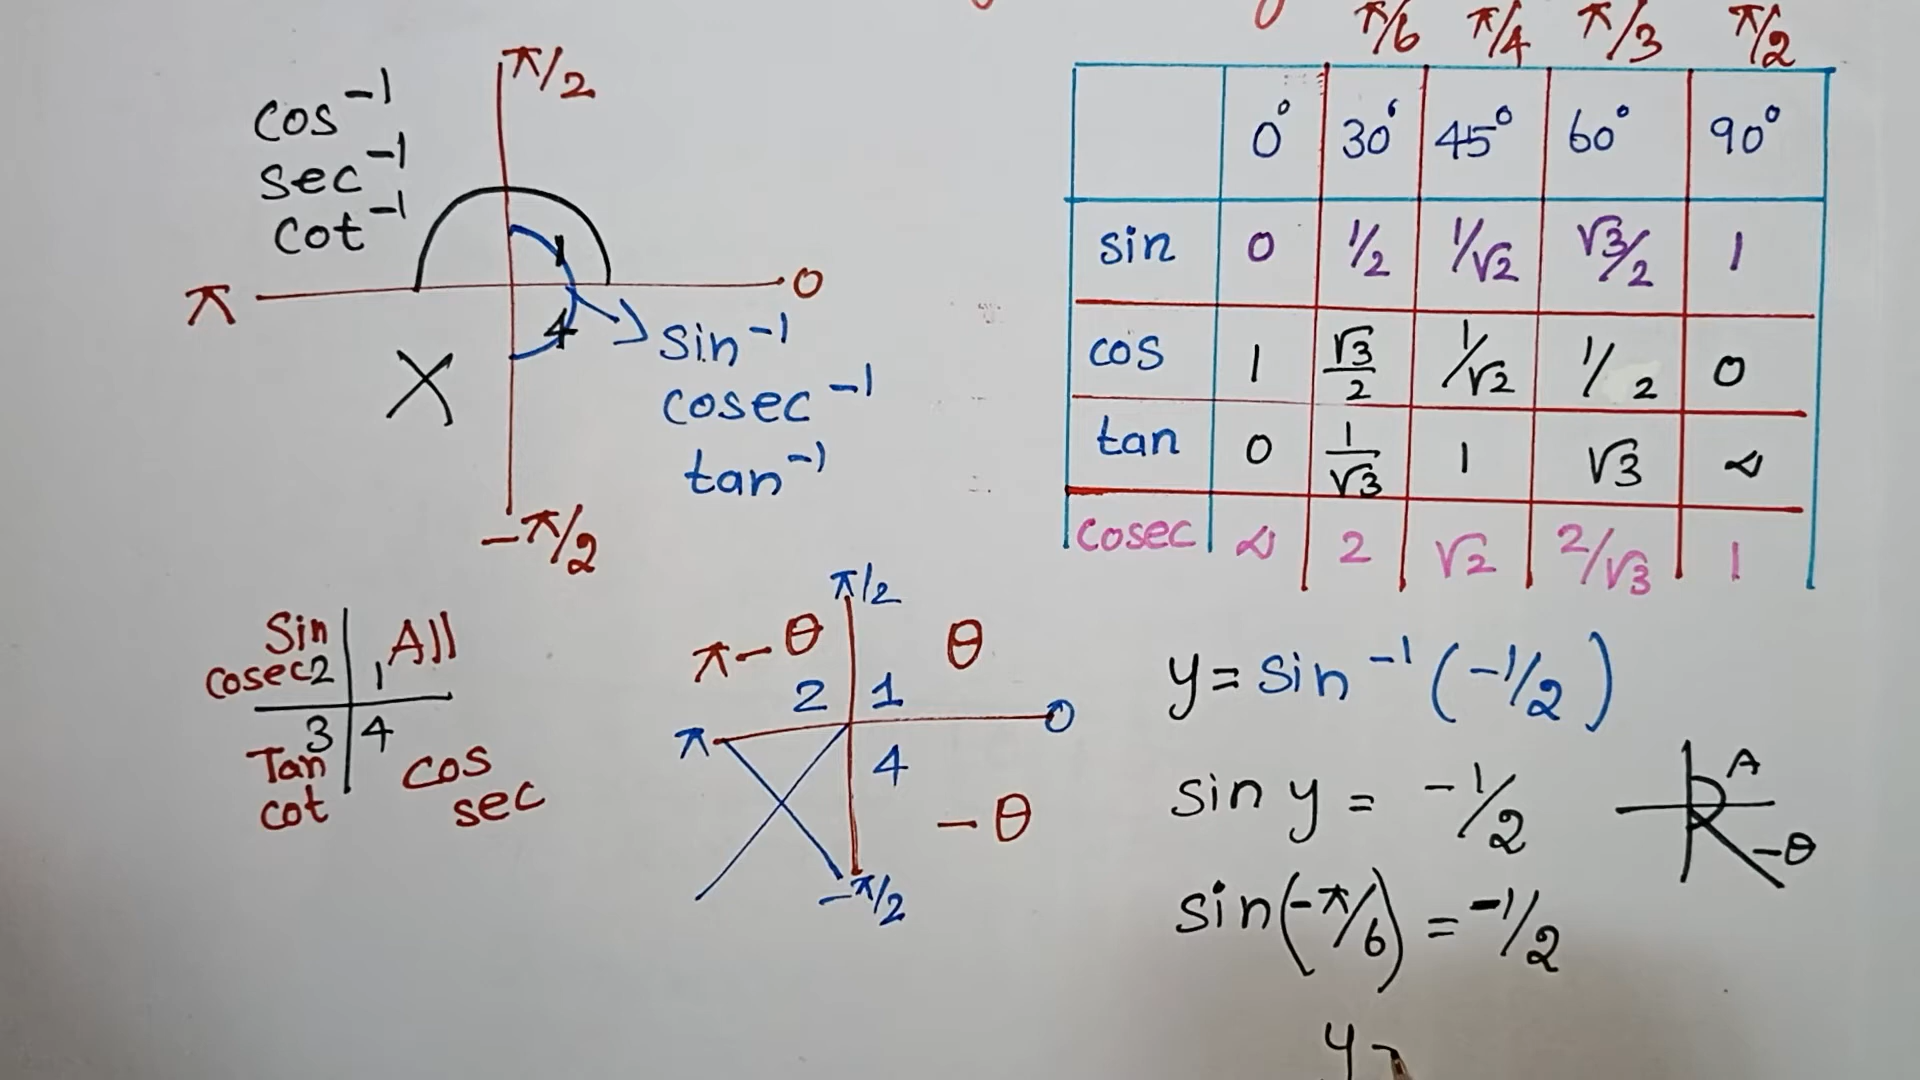 π/2
cos⁻¹
sec⁻¹
cot⁻¹
π
0
1
4
sin⁻¹
cosec⁻¹
tan⁻¹
-π/2
π/6 π/4 π/3 π/2
0° 30° 45° 60° 90°
sin 0 1/2 1/√2 √3/2 1
cos 1 √3/2 1/√2 1/2 0
tan 0 1/√3 1 √3 ∝
cosec ∝ 2 √2 2/√3 1
Sin All
cosec 2 1
3 4
Tan cos
cot sec
π/2
π-θ θ
2 1
π 0
4
-θ
-π/2
y = sin⁻¹(-1/2)
sin y = -1/2
A
-θ
sin(-π/6) = -1/2
y